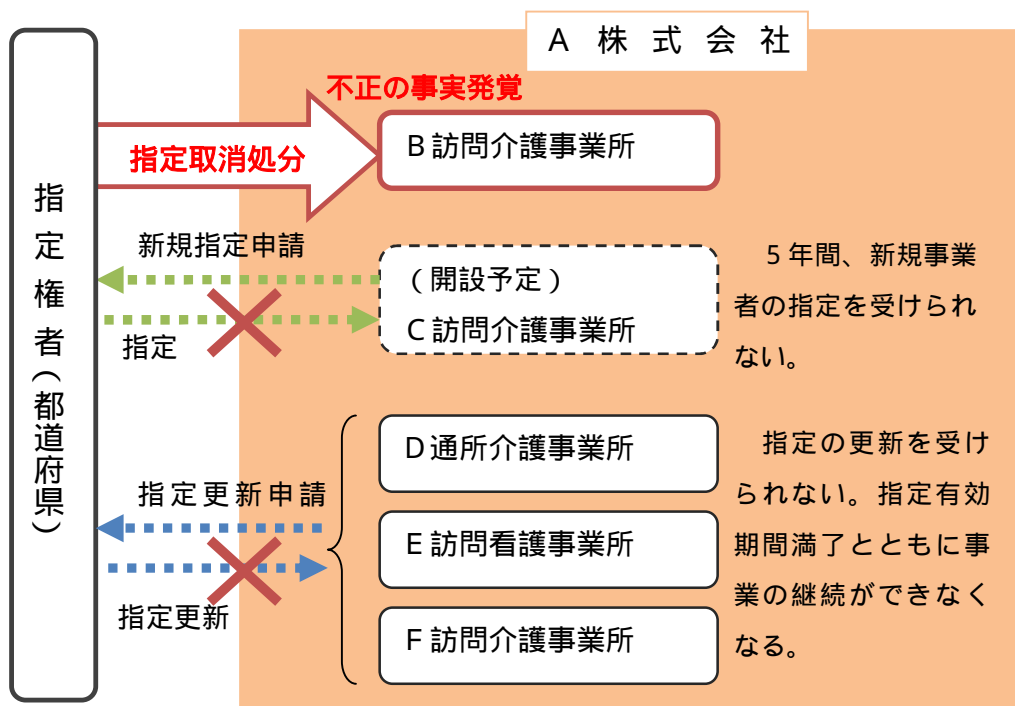 A株式会社
不正の事実発覚
指定取消処分
B訪問介護事業所
指定権者(都道府県)
新規指定申請
指定
(開設予定)
C訪問介護事業所
5年間、新規事業
者の指定を受けられ
ない。
指定更新申請
指定更新
D通所介護事業所
E訪問看護事業所
F訪問介護事業所
指定の更新を受け
られない。指定有効
期間満了とともに事
業の継続ができなく
なる。